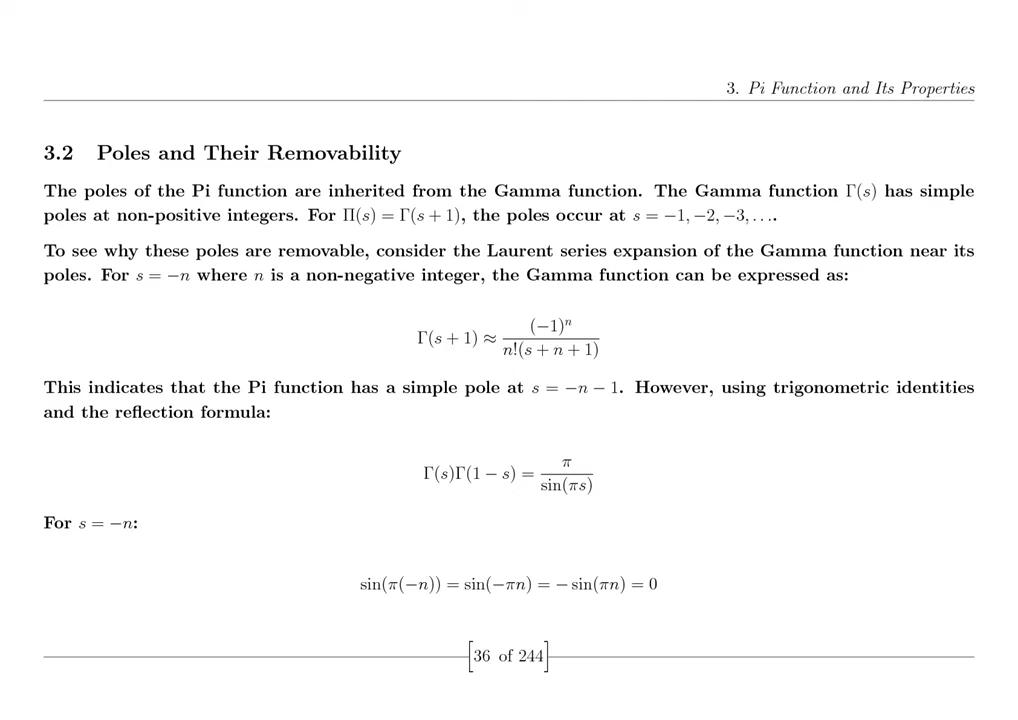 3. Pi Function and Its Properties
3.2 Poles and Their Removability
The poles of the Pi function are inherited from the Gamma function. The Gamma function Γ(s) has simple
poles at non-positive integers. For Π(s) = Γ(s + 1), the poles occur at s = −1, −2, −3, . . ..
To see why these poles are removable, consider the Laurent series expansion of the Gamma function near its
poles. For s = −n where n is a non-negative integer, the Gamma function can be expressed as:
Γ(s + 1) ≈ (−1)ⁿ / n!(s + n + 1)
This indicates that the Pi function has a simple pole at s = −n − 1. However, using trigonometric identities
and the reflection formula:
Γ(s)Γ(1 − s) = π / sin(πs)
For s = −n:
sin(π(−n)) = sin(−πn) = − sin(πn) = 0
[36 of 244]